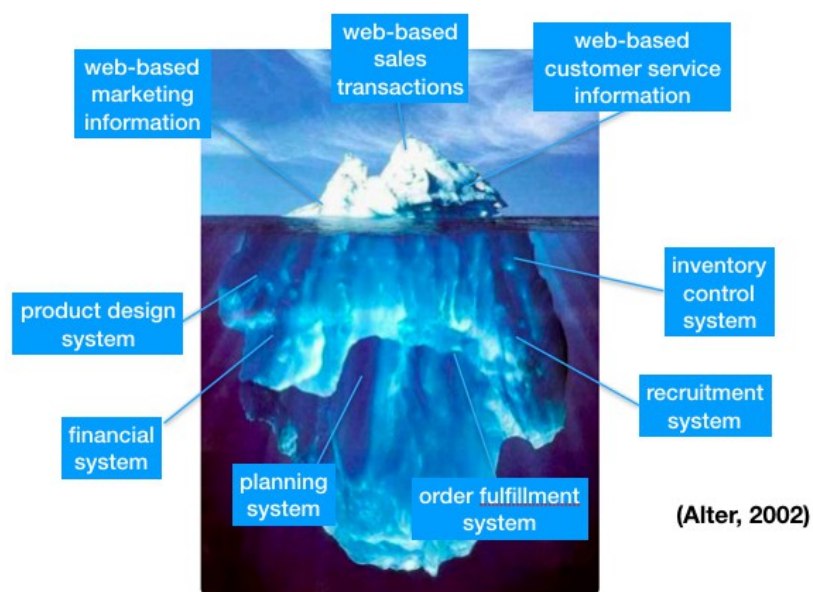 web-based
marketing
information
web-based
sales
transactions
web-based
customer service
information
product design
system
inventory
control
system
financial
system
recruitment
system
planning
system
order fulfillment
system
(Alter, 2002)